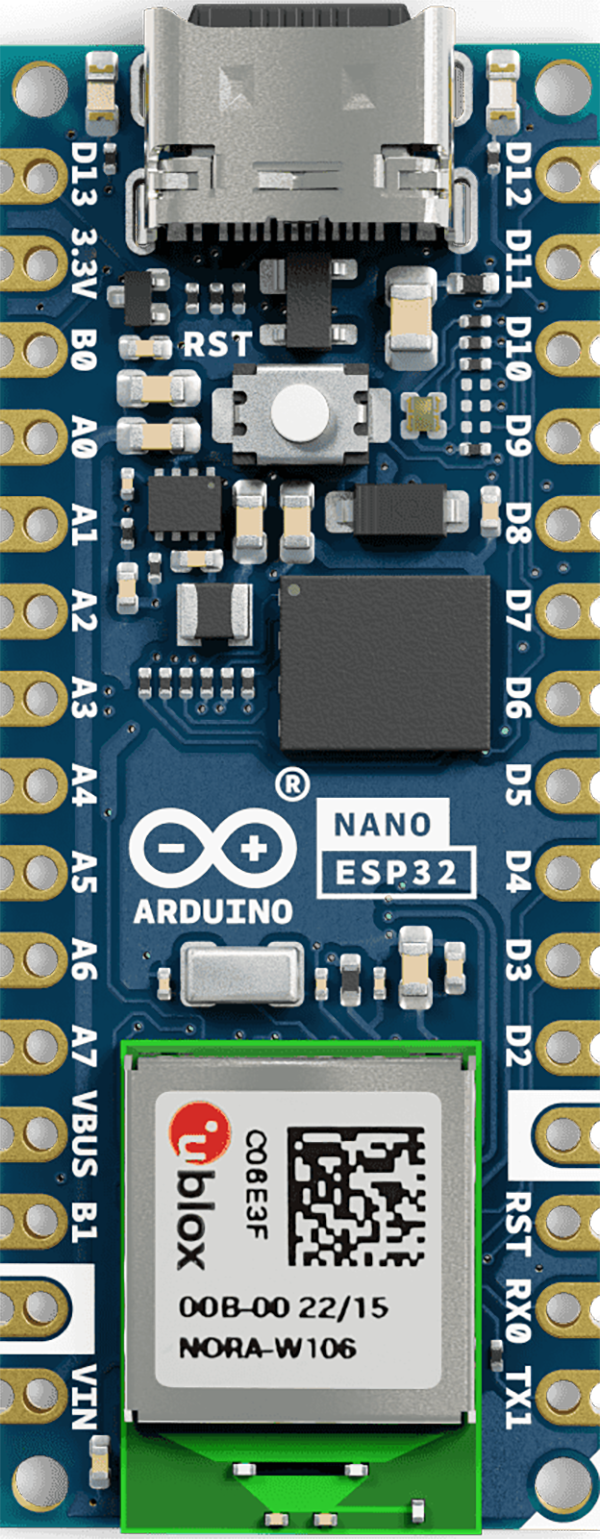 D13
3.3V
B0
A0
A1
A2
A3
A4
A5
A6
A7
VBUS
B1
VIN
D12
D11
D10
D9
D8
D7
D6
D5
D4
D3
D2
RST
RX0
TX1
RST
®
NANO
ESP32
ARDUINO
u blox
C06E3F
00B-00 22/15
NORA-W106